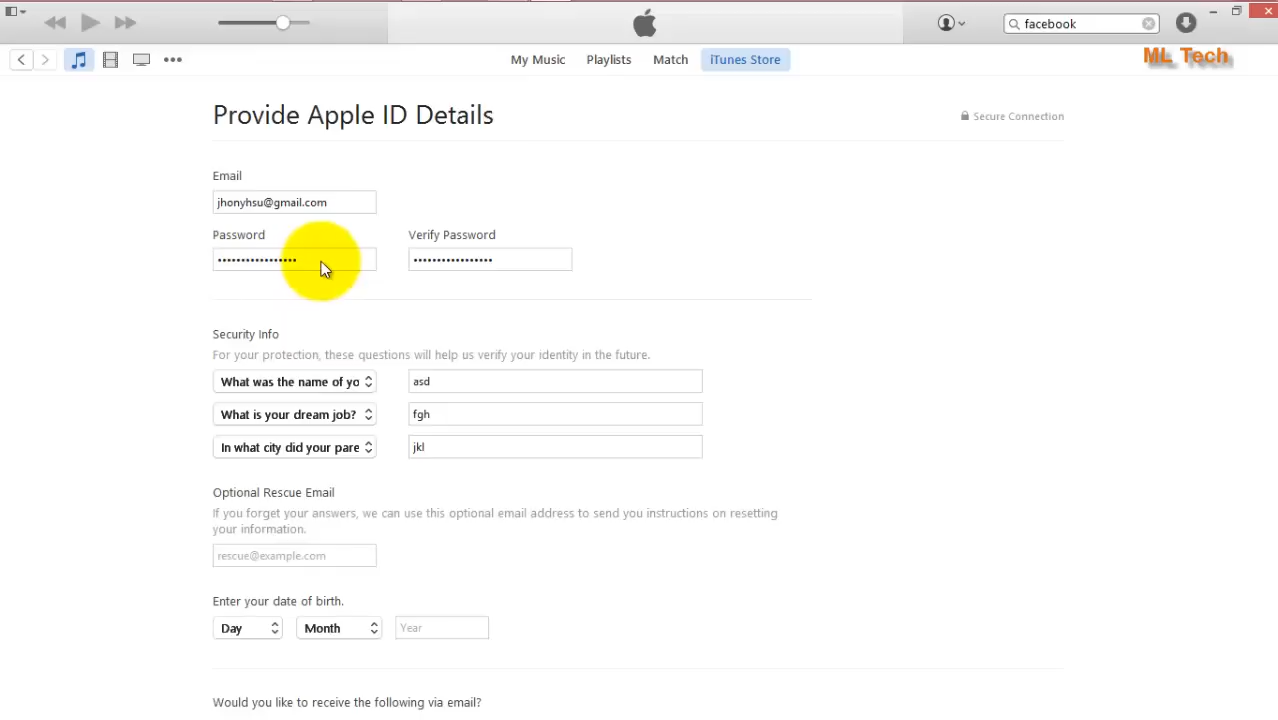 facebook
My Music Playlists Match iTunes Store
ML Tech
Provide Apple ID Details
Secure Connection
Email
jhonyhsu@gmail.com
Password Verify Password
••••••••••••••••• •••••••••••••••••
Security Info
For your protection, these questions will help us verify your identity in the future.
What was the name of yo asd
What is your dream job? fgh
In what city did your pare jkl
Optional Rescue Email
If you forget your answers, we can use this optional email address to send you instructions on resetting
your information.
rescue@example.com
Enter your date of birth.
Day Month Year
Would you like to receive the following via email?